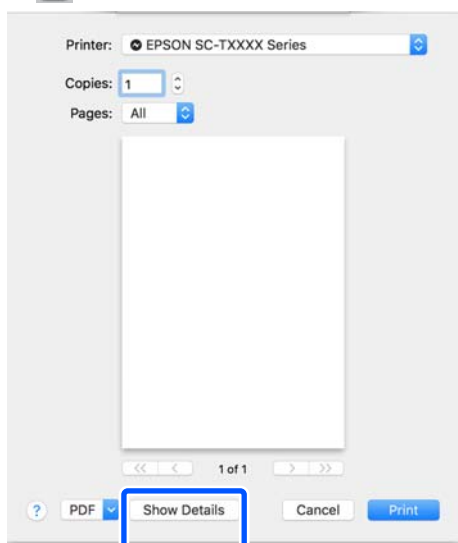 Printer: EPSON SC-TXXXX Series
Copies: 1
Pages: All
<< < 1 of 1 > >>
? PDF Show Details Cancel Print